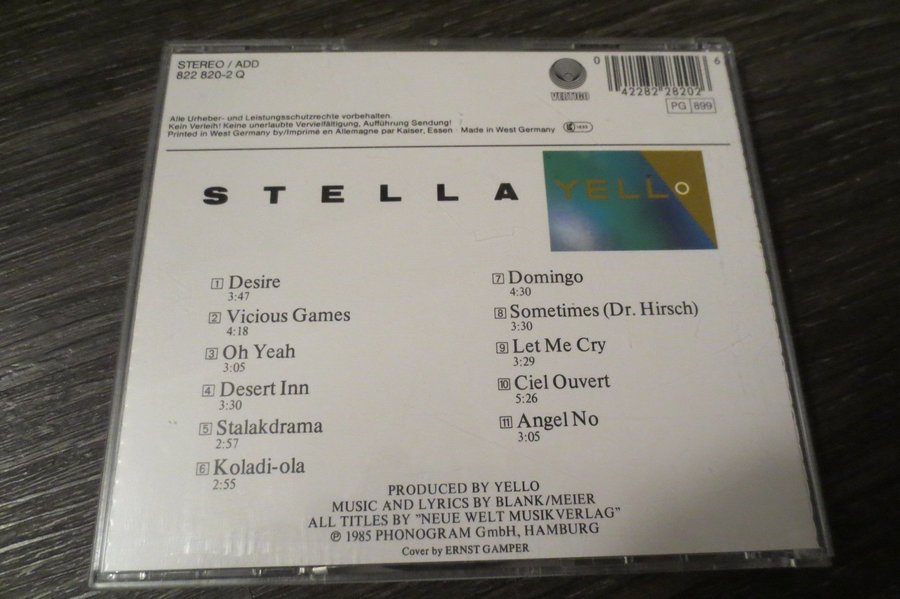 STEREO / ADD
822 820-2 Q
VERTIGO
0 42282 28202 6
PG 899
Alle Urheber- und Leistungsschutzrechte vorbehalten.
Kein Verleih! Keine unerlaubte Vervielfältigung, Aufführung Sendung!
Printed in West Germany by/Imprimé en Allemagne par Kaiser, Essen · Made in West Germany
STELLA
YELLO
1 Desire
3:47
2 Vicious Games
4:18
3 Oh Yeah
3:05
4 Desert Inn
3:30
5 Stalakdrama
2:57
6 Koladi-ola
2:55
7 Domingo
4:30
8 Sometimes (Dr. Hirsch)
3:30
9 Let Me Cry
3:29
10 Ciel Ouvert
5:26
11 Angel No
3:05
PRODUCED BY YELLO
MUSIC AND LYRICS BY BLANK/MEIER
ALL TITLES BY "NEUE WELT MUSIKVERLAG"
℗ 1985 PHONOGRAM GmbH, HAMBURG
Cover by ERNST GAMPER